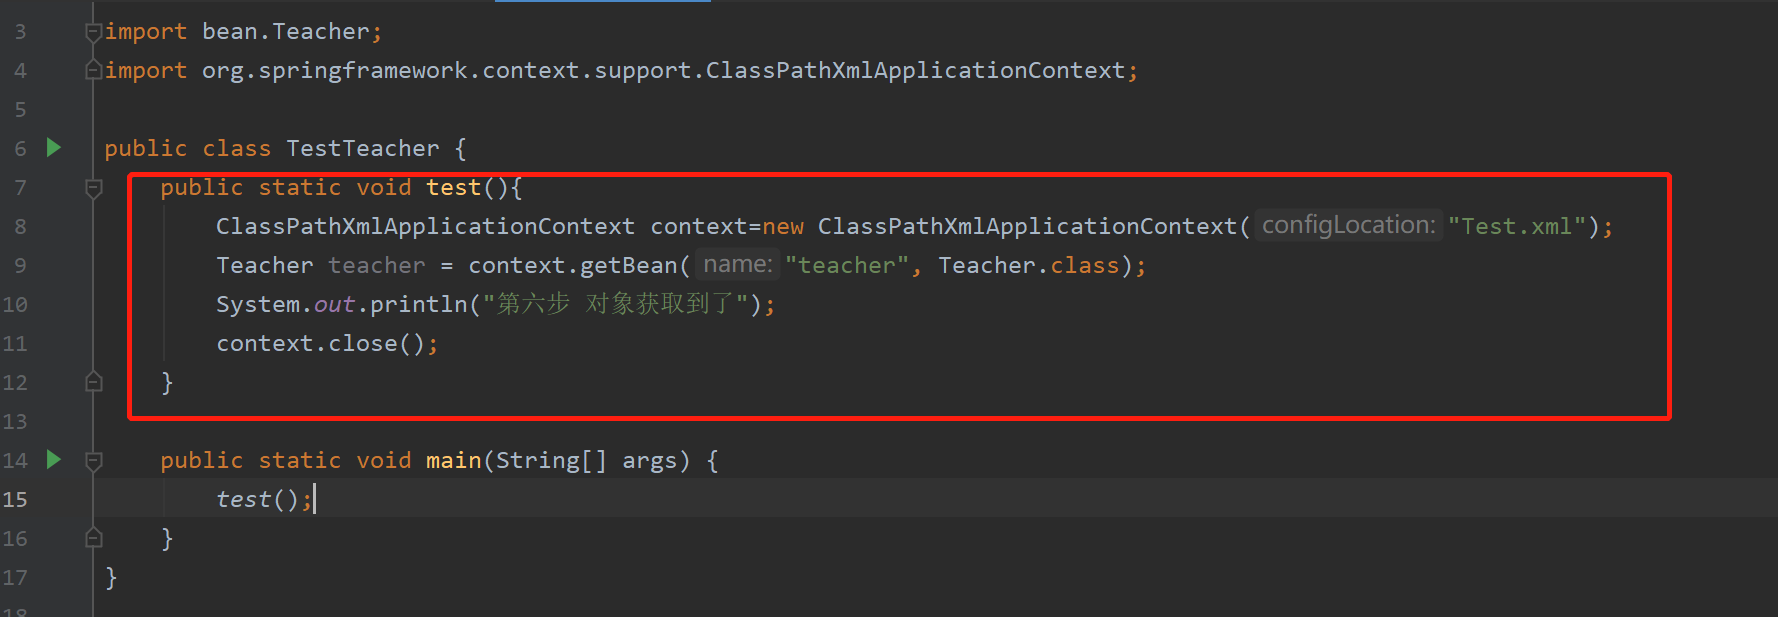 3 import bean.Teacher;
4 import org.springframework.context.support.ClassPathXmlApplicationContext;
5
6 public class TestTeacher {
7 public static void test(){
8 ClassPathXmlApplicationContext context=new ClassPathXmlApplicationContext( configLocation: "Test.xml");
9 Teacher teacher = context.getBean( name: "teacher", Teacher.class);
10 System.out.println("第六步 对象获取到了");
11 context.close();
12 }
13
14 public static void main(String[] args) {
15 test();
16 }
17 }
18